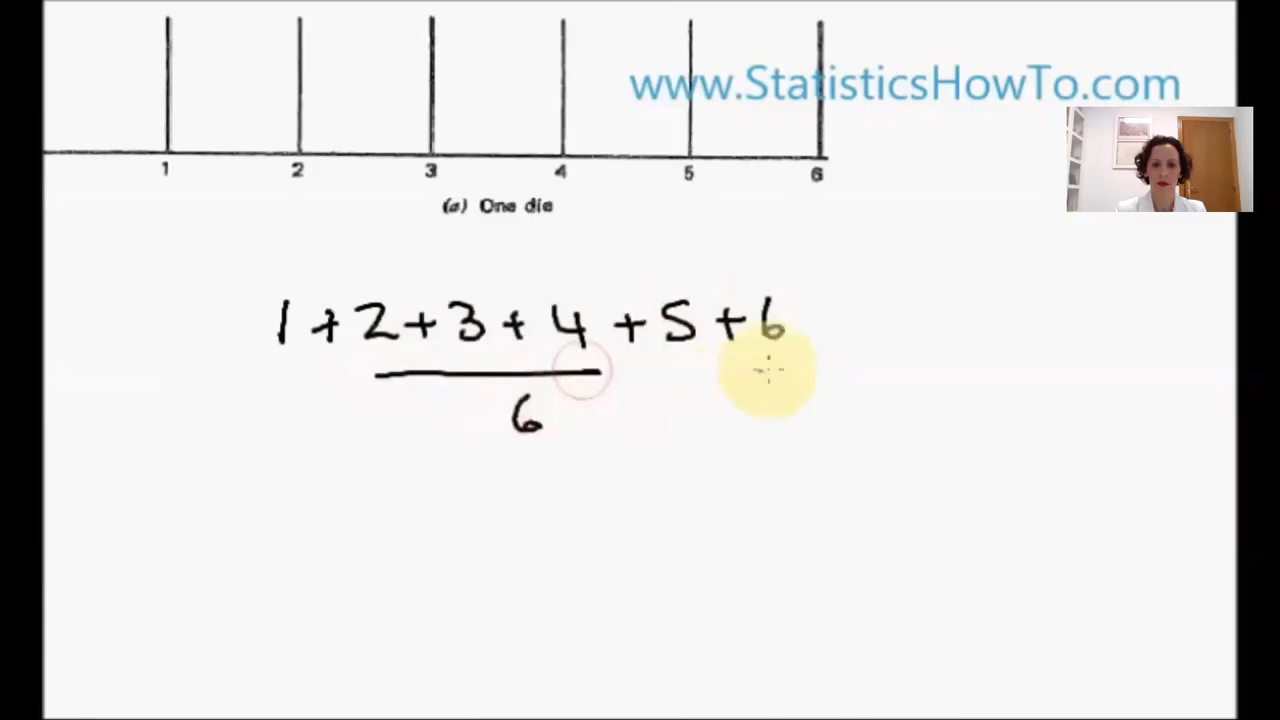 www.StatisticsHowTo.com
1 2 3 4 5 6
(a) One die
1 + 2 + 3 + 4 + 5 + 6
6